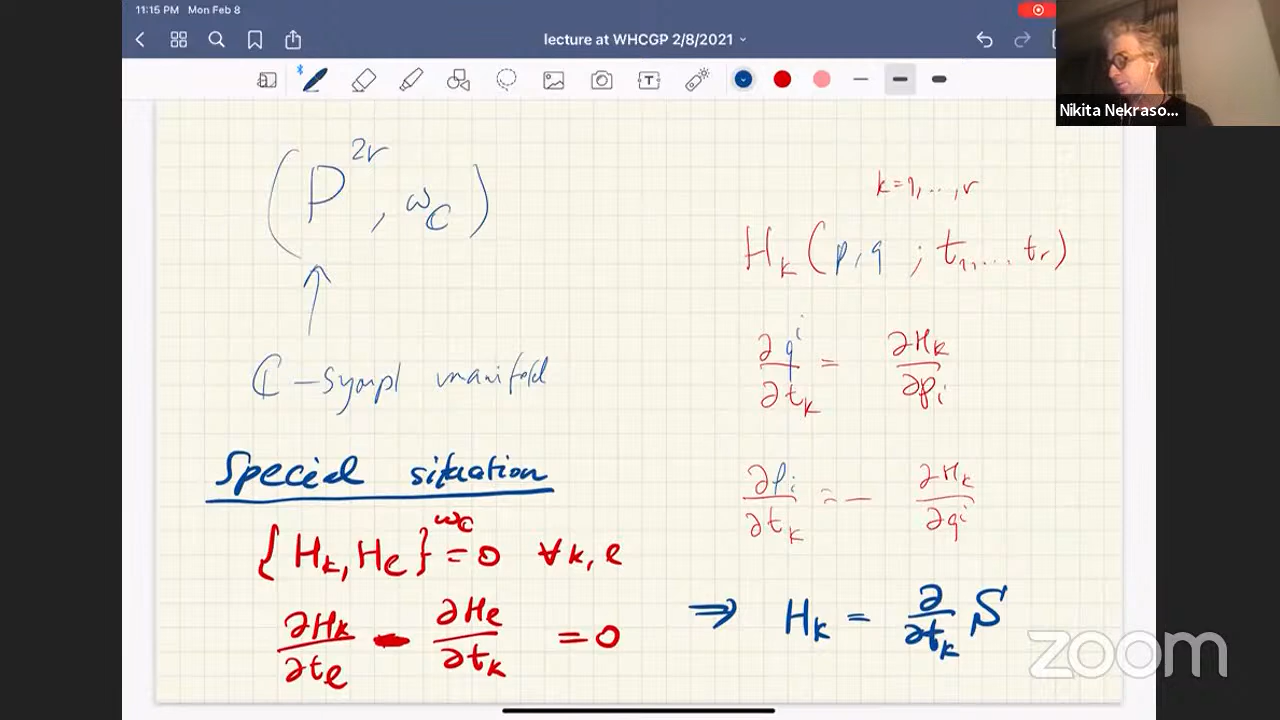 11:15 PM Mon Feb 8
lecture at WHCGP 2/8/2021
Nikita Nekraso...
(P^{2r}, ω_C)
ℂ-sympl manifold
k=1,...,r
H_k(p,q ; t_1,... t_r)
∂q^i/∂t_k = ∂H_k/∂p_i
∂p_i/∂t_k = - ∂H_k/∂q^i
Special situation
{H_k, H_l}_{ω_C} = 0 ∀k,l
∂H_k/∂t_l - ∂H_l/∂t_k = 0
⇒ H_k = ∂/∂t_k S
zoom